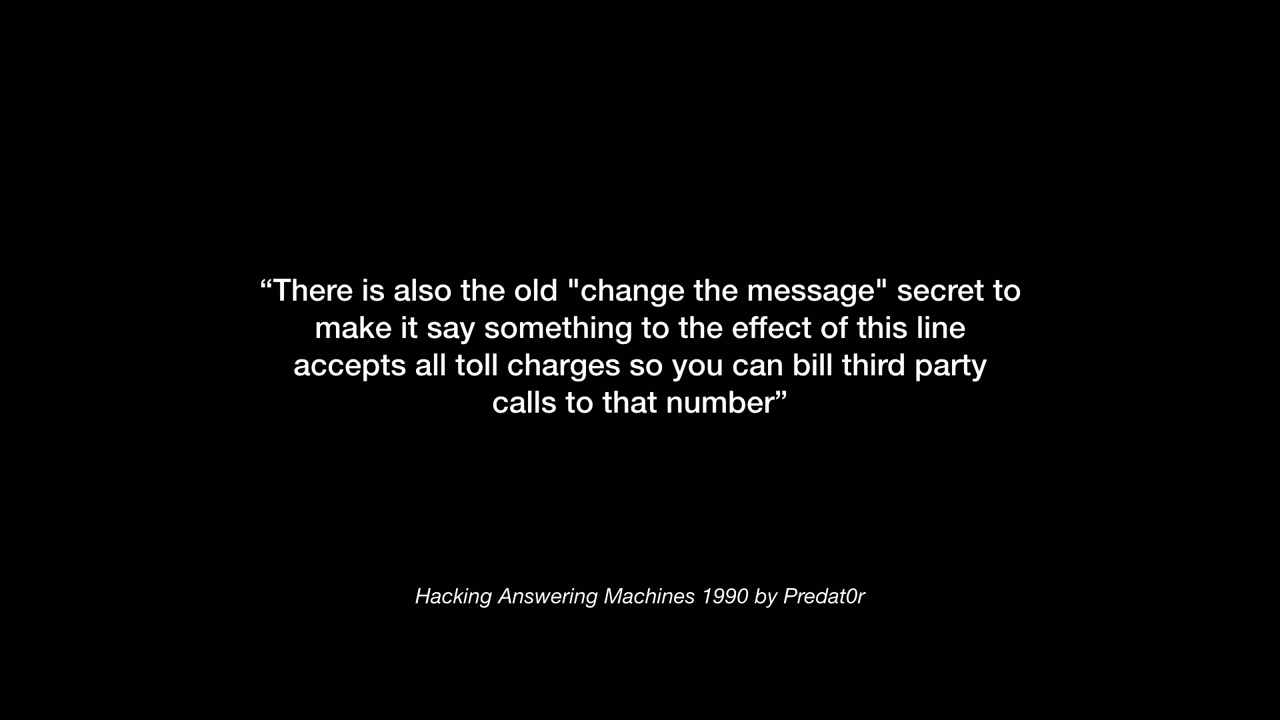 “There is also the old "change the message" secret to
make it say something to the effect of this line
accepts all toll charges so you can bill third party
calls to that number”
Hacking Answering Machines 1990 by Predat0r